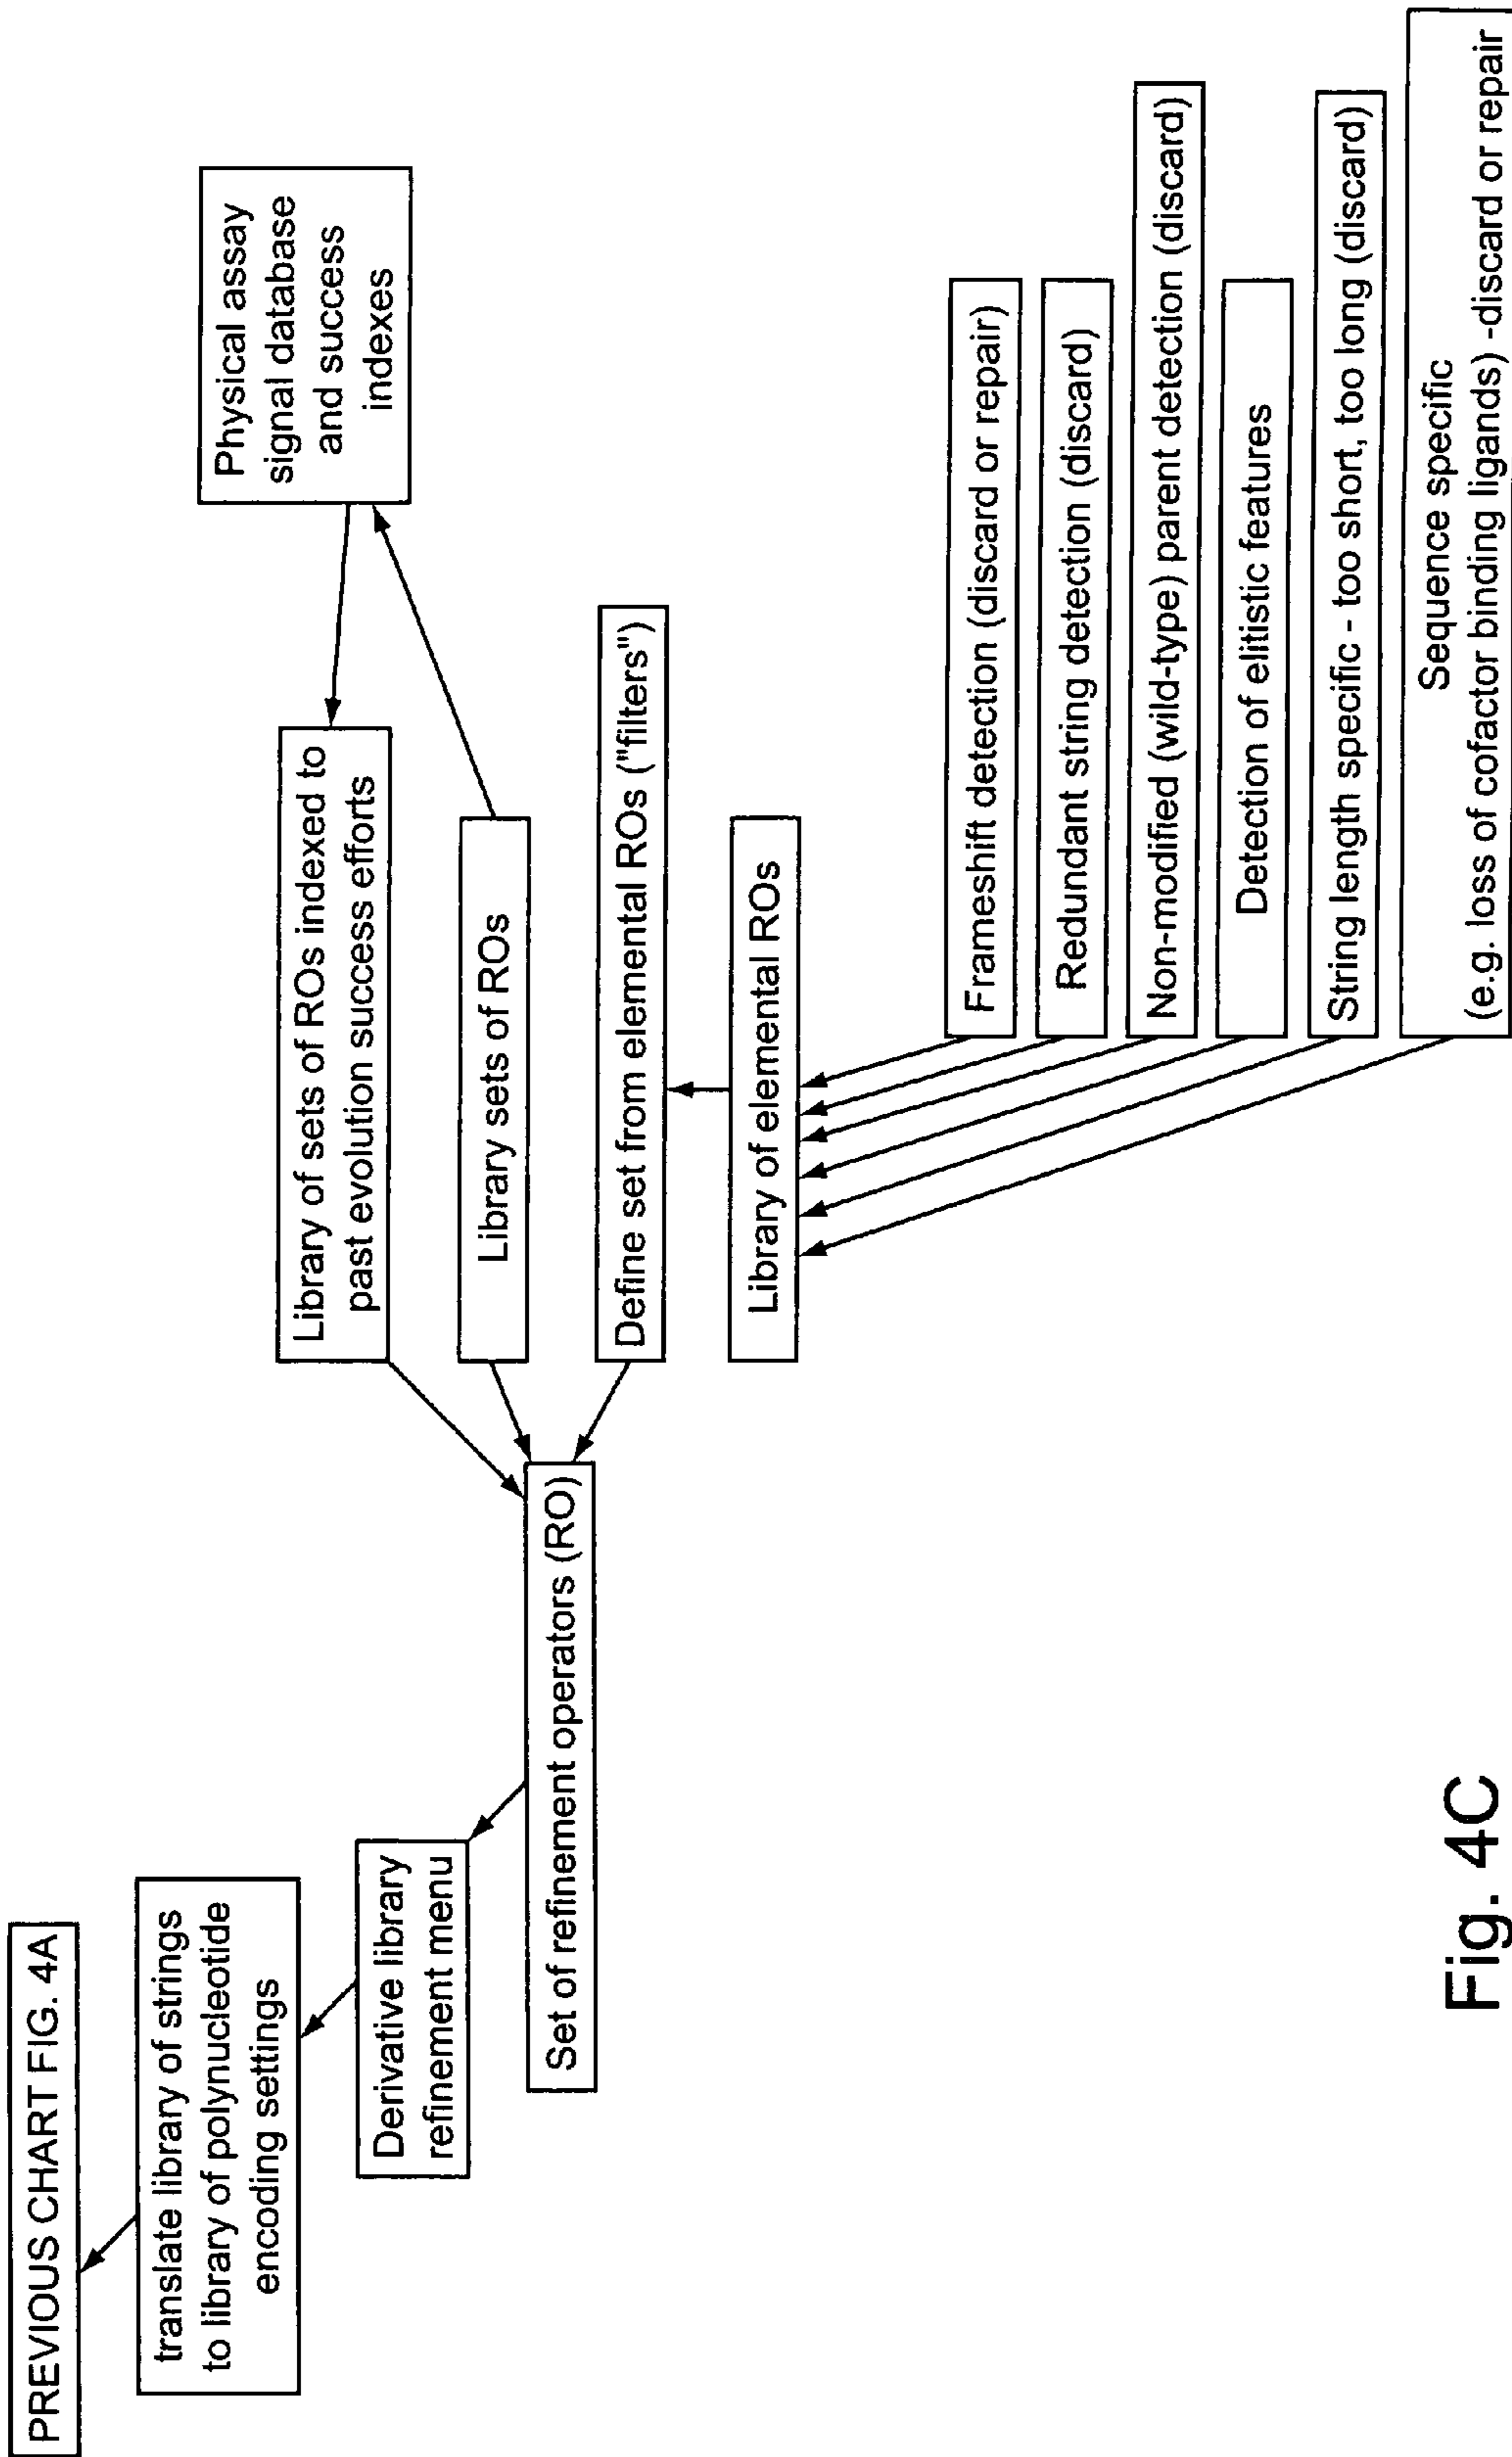 PREVIOUS CHART FIG. 4A
translate library of strings
to library of polynucleotide
encoding settings
Derivative library
refinement menu
Set of refinement operators (RO)
Physical assay
signal database
and success
indexes
Library of sets of ROs indexed to
past evolution success efforts
Library sets of ROs
Define set from elemental ROs ("filters")
Library of elemental ROs
Frameshift detection (discard or repair)
Redundant string detection (discard)
Non-modified (wild-type) parent detection (discard)
Detection of elitistic features
String length specific - too short, too long (discard)
Sequence specific
(e.g. loss of cofactor binding ligands) -discard or repair
Fig. 4C